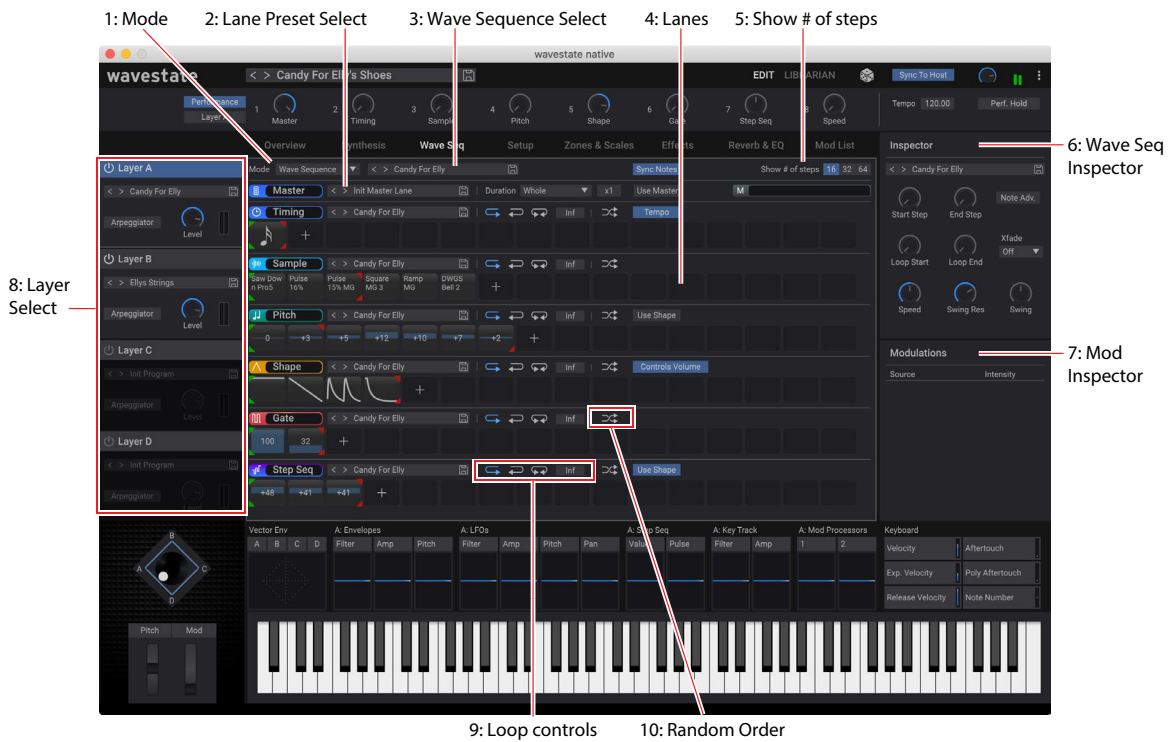 1: Mode
2: Lane Preset Select
3: Wave Sequence Select
4: Lanes
5: Show # of steps
wavestate native
wavestate
< > Candy For Elly's Shoes
EDIT LIBRARIAN
Sync To Host
Performance
Layer A
1 Master
2 Timing
3 Sample
4 Pitch
5 Shape
6 Gate
7 Step Seq
8 Speed
Tempo 120.00
Perf. Hold
Overview Synthesis Wave Seq Setup Zones & Scales Effects Reverb & EQ Mod List
Inspector
6: Wave Seq
Inspector
8: Layer
Select
Layer A
< > Candy For Elly
Arpeggiator
Level
Layer B
< > Ellys Strings
Arpeggiator
Level
Layer C
< > Init Program
Arpeggiator
Level
Layer D
< > Init Program
Arpeggiator
Level
Mode Wave Sequence < > Candy For Elly Sync Notes Show # of steps 16 32 64
Master < > Init Master Lane Duration Whole x1 Use Master M
Timing < > Candy For Elly Inf Tempo
+
Sample < > Candy For Elly Inf
Saw Dow
n Pro5
Pulse
16%
Pulse
15% MG
Square
MG 3
Ramp
MG
DWGS
Bell 2
+
Pitch < > Candy For Elly Inf Use Shape
0 +3 +5 +12 +10 +7 +2 +
Shape < > Candy For Elly Inf Controls Volume
+
Gate < > Candy For Elly Inf
100 32 +
Step Seq < > Candy For Elly Inf Use Shape
+48 +41 +41 +
< > Candy For Elly
Start Step End Step Note Adv.
Loop Start Loop End Xfade
Off
Speed Swing Res Swing
Modulations
Source Intensity
7: Mod
Inspector
Vector Env
A B C D
A: Envelopes
Filter Amp Pitch
A: LFOs
Filter Amp Pitch Pan
A: Step Seq
Value Pulse
A: Key Track
Filter Amp
A: Mod Processors
1 2
Keyboard
Velocity Aftertouch
Exp. Velocity Poly Aftertouch
Release Velocity Note Number
B
A C
D
Pitch Mod
9: Loop controls
10: Random Order